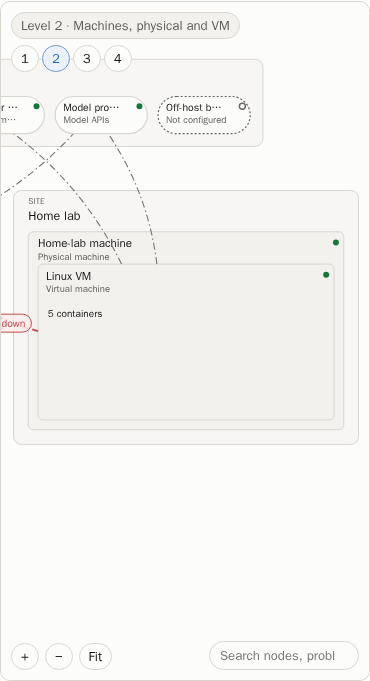 Level 2 · Machines, physical and VM
1 2 3 4
r ···
Model pro···
Off-host b···
Model APIs
Not configured
SITE
Home lab
Home-lab machine
Physical machine
Linux VM
Virtual machine
5 containers
down
+ − Fit
Search nodes, probl